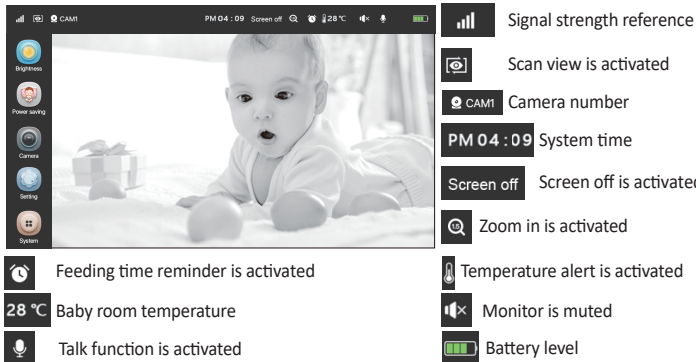 CAM1 PM 04 : 09 Screen off 28℃
Brightness
Power saving
Camera
Setting
System
Signal strength reference
Scan view is activated
CAM1 Camera number
PM 04 : 09 System time
Screen off Screen off is activated
1.5 Zoom in is activated
Feeding time reminder is activated
Temperature alert is activated
28 ℃ Baby room temperature
Monitor is muted
Talk function is activated
Battery level